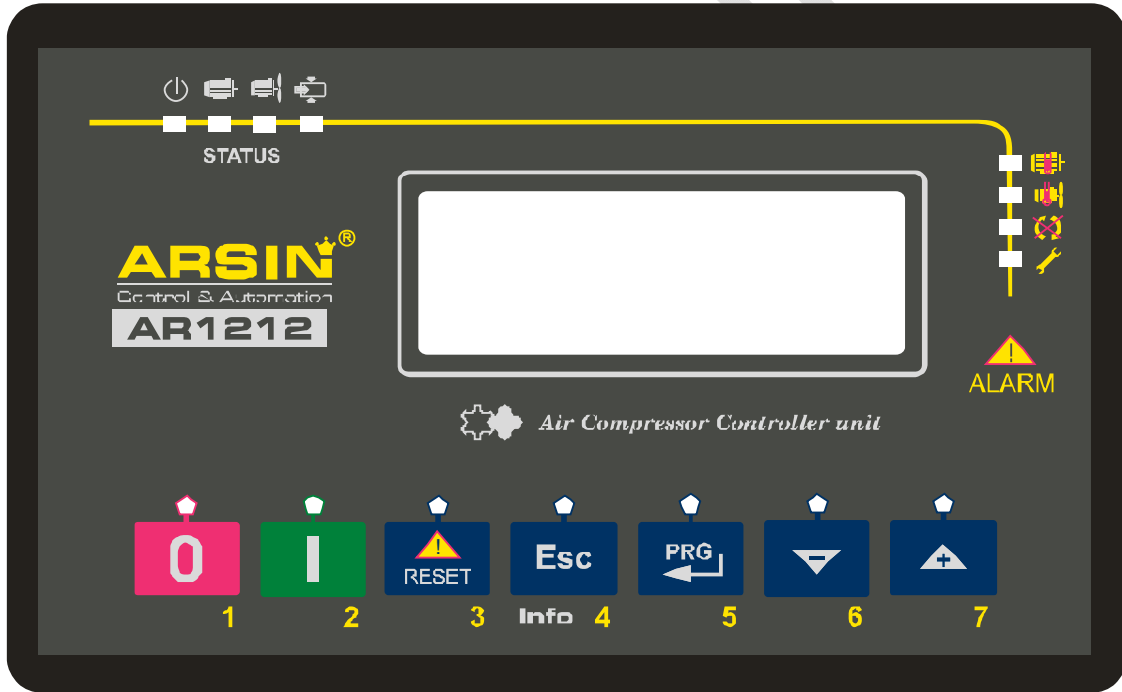 STATUS
ARSIN®
Control & Automation
AR1212
ALARM
Air Compressor Controller unit
0 I RESET Esc PRG - +
1 2 3 Info 4 5 6 7